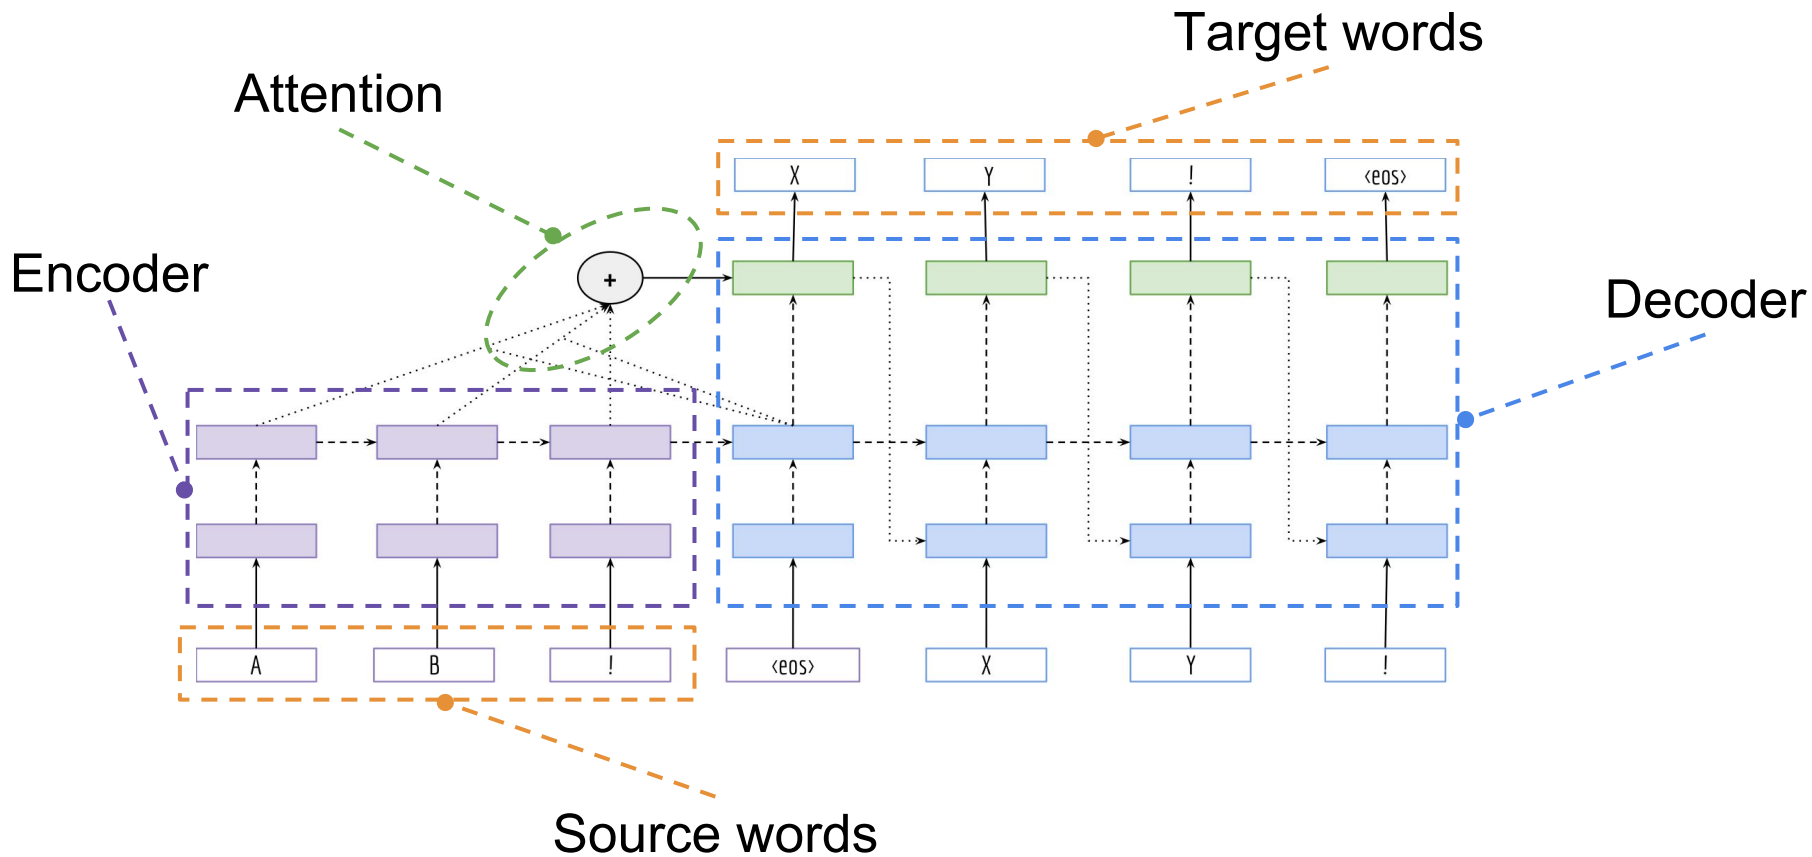 Target words
Attention
X Y ! <eos>
Encoder
+
Decoder
A B ! <eos> X Y !
Source words